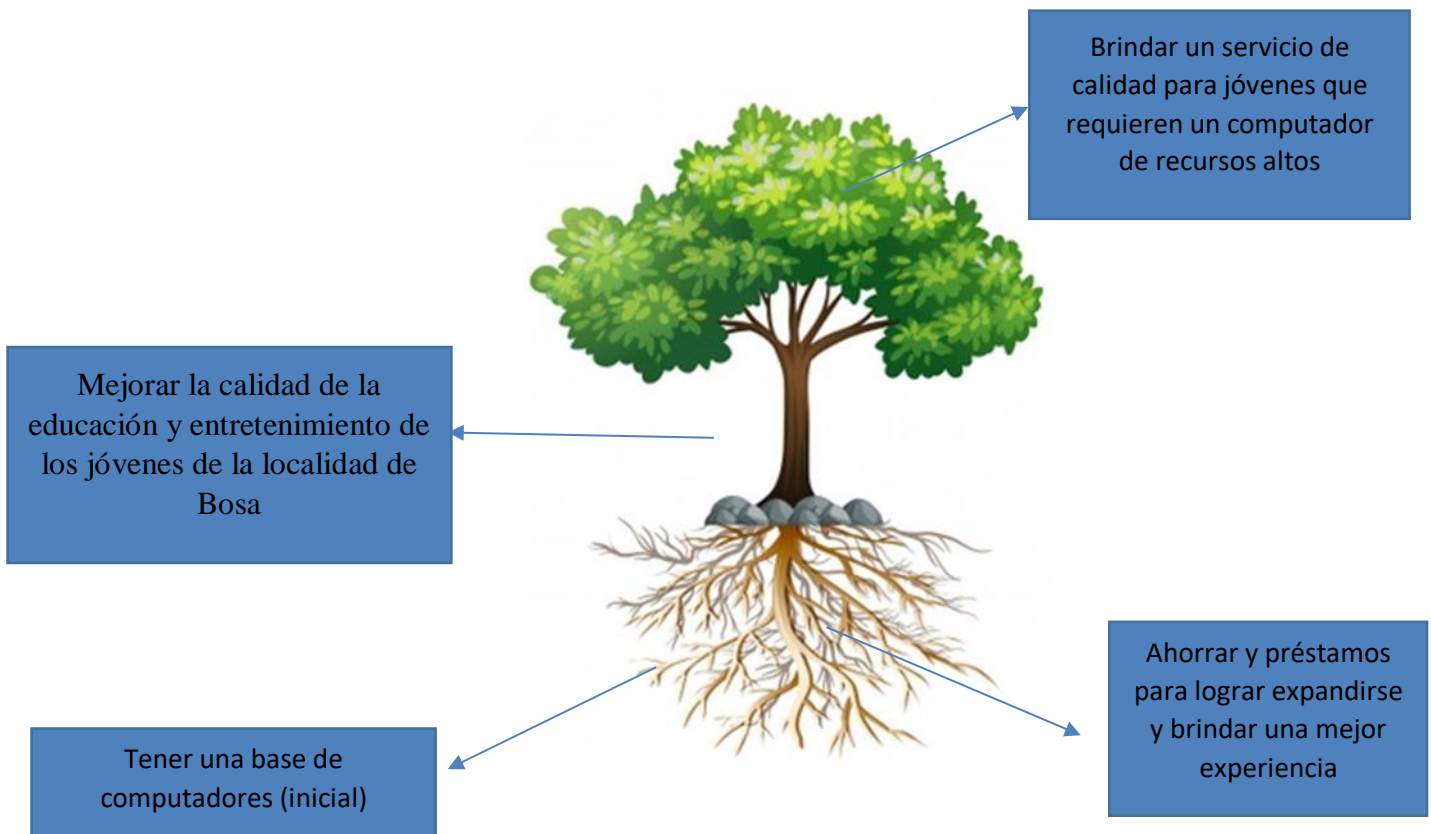 Brindar un servicio de
calidad para jóvenes que
requieren un computador
de recursos altos
Mejorar la calidad de la
educación y entretenimiento de
los jóvenes de la localidad de
Bosa
Ahorrar y préstamos
para lograr expandirse
y brindar una mejor
experiencia
Tener una base de
computadores (inicial)